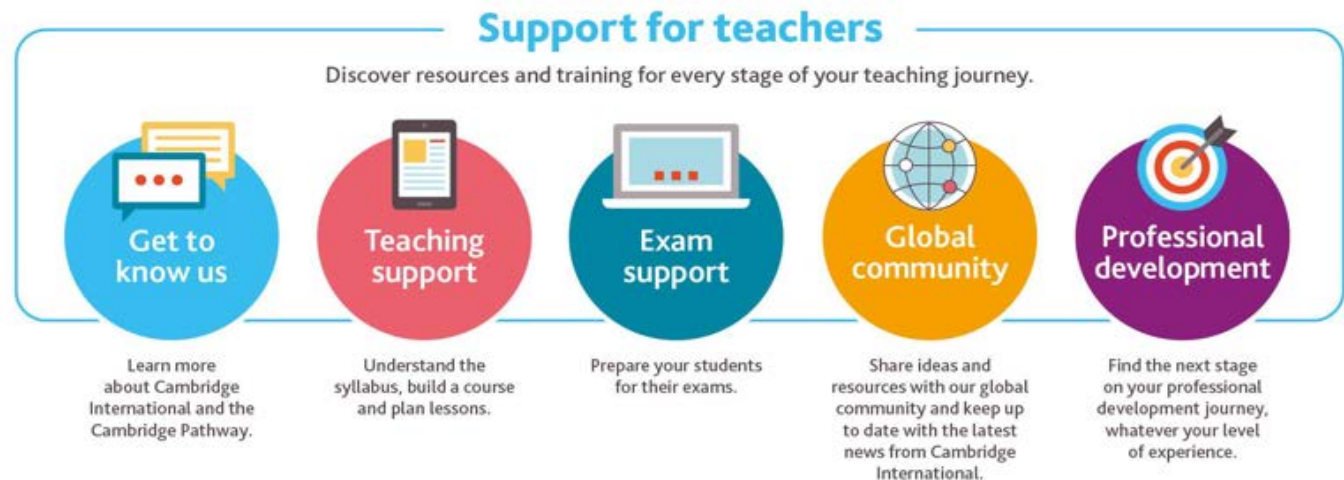 Support for teachers
Discover resources and training for every stage of your teaching journey.
Get to
know us
Learn more
about Cambridge
International and the
Cambridge Pathway.
Teaching
support
Understand the
syllabus, build a course
and plan lessons.
Exam
support
Prepare your students
for their exams.
Global
community
Share ideas and
resources with our global
community and keep up
to date with the latest
news from Cambridge
International.
Professional
development
Find the next stage
on your professional
development journey,
whatever your level
of experience.